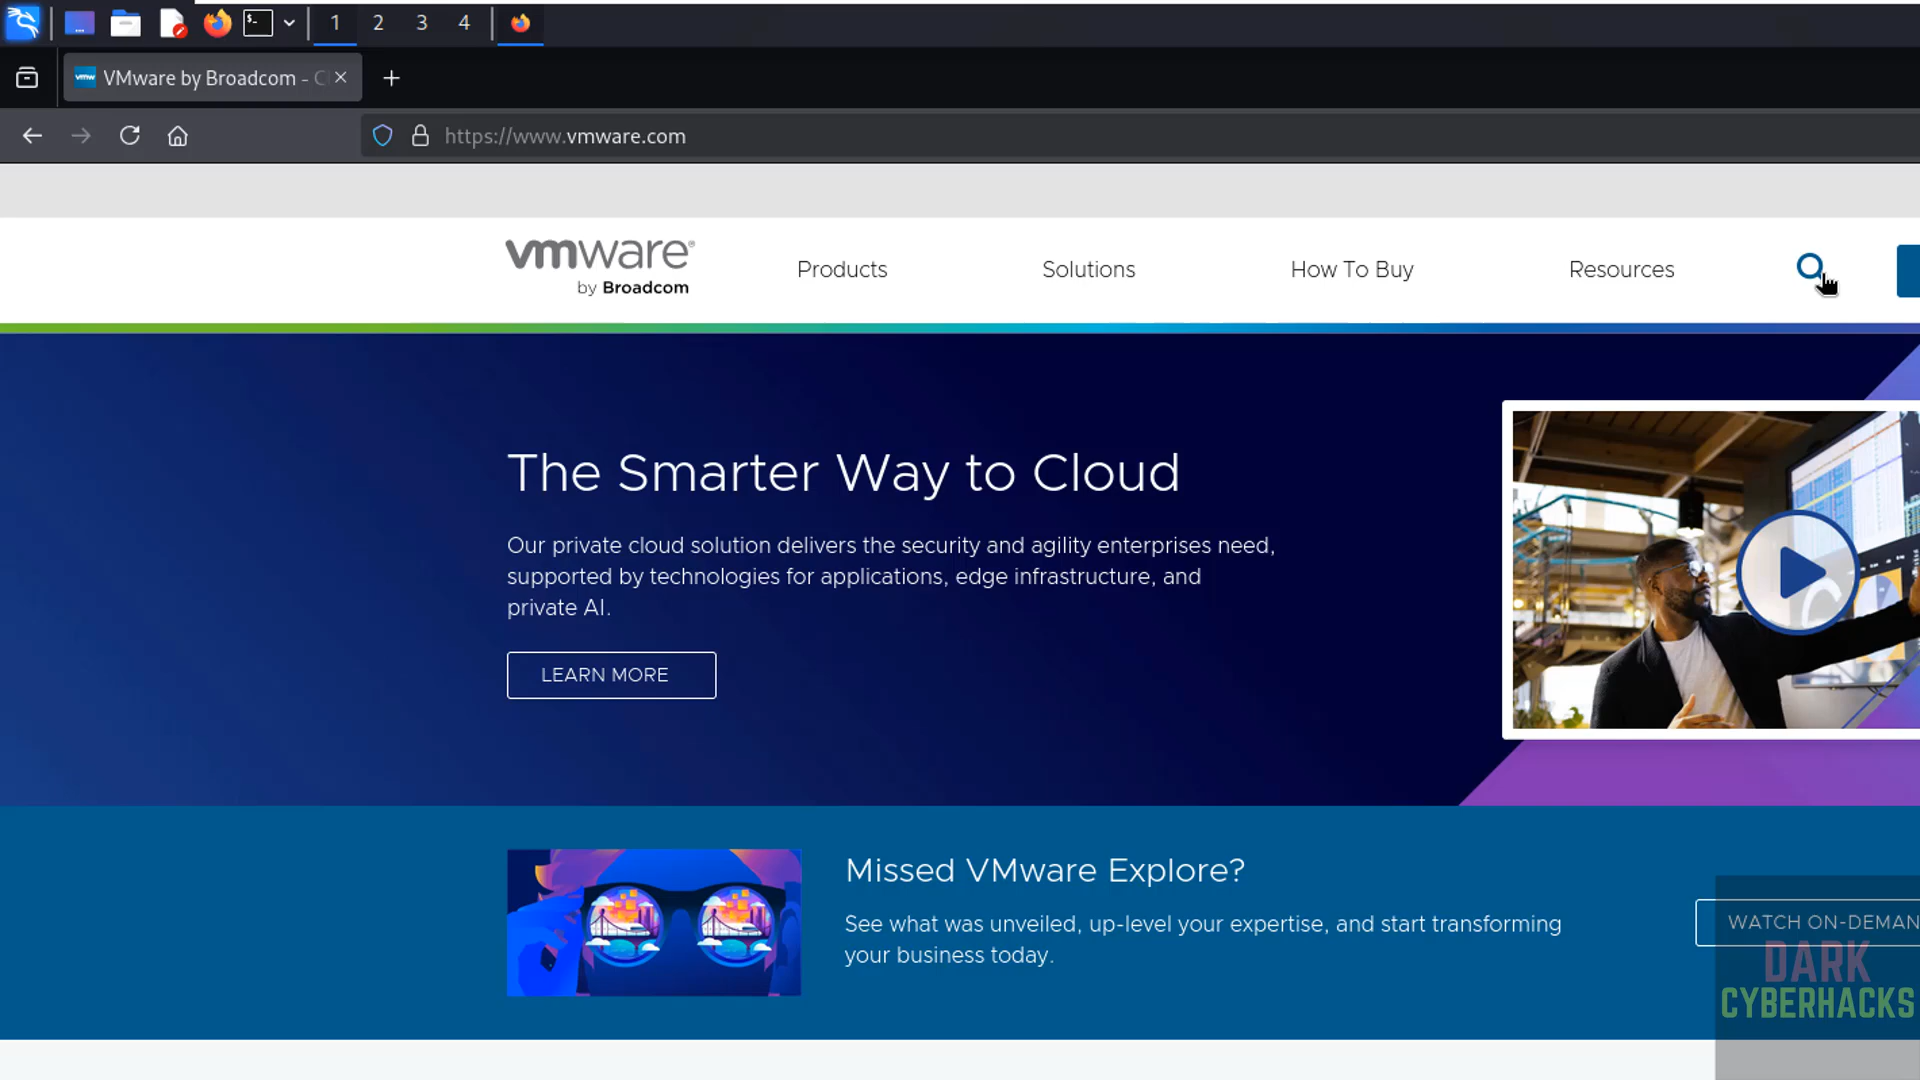 1 2 3 4
VMware by Broadcom - C
https://www.vmware.com
vmware®
by Broadcom
Products Solutions How To Buy Resources
The Smarter Way to Cloud
Our private cloud solution delivers the security and agility enterprises need,
supported by technologies for applications, edge infrastructure, and
private AI.
LEARN MORE
Missed VMware Explore?
See what was unveiled, up-level your expertise, and start transforming
your business today.
WATCH ON-DEMAN
DARK
CYBERHACKS